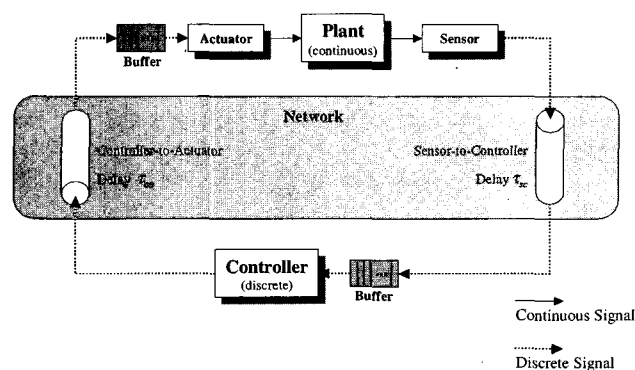 Buffer
Actuator
Plant
(continuous)
Sensor
Network
Controller-to-Actuator
Delay τca
Sensor-to-Controller
Delay τsc
Controller
(discrete)
Buffer
Continuous Signal
Discrete Signal